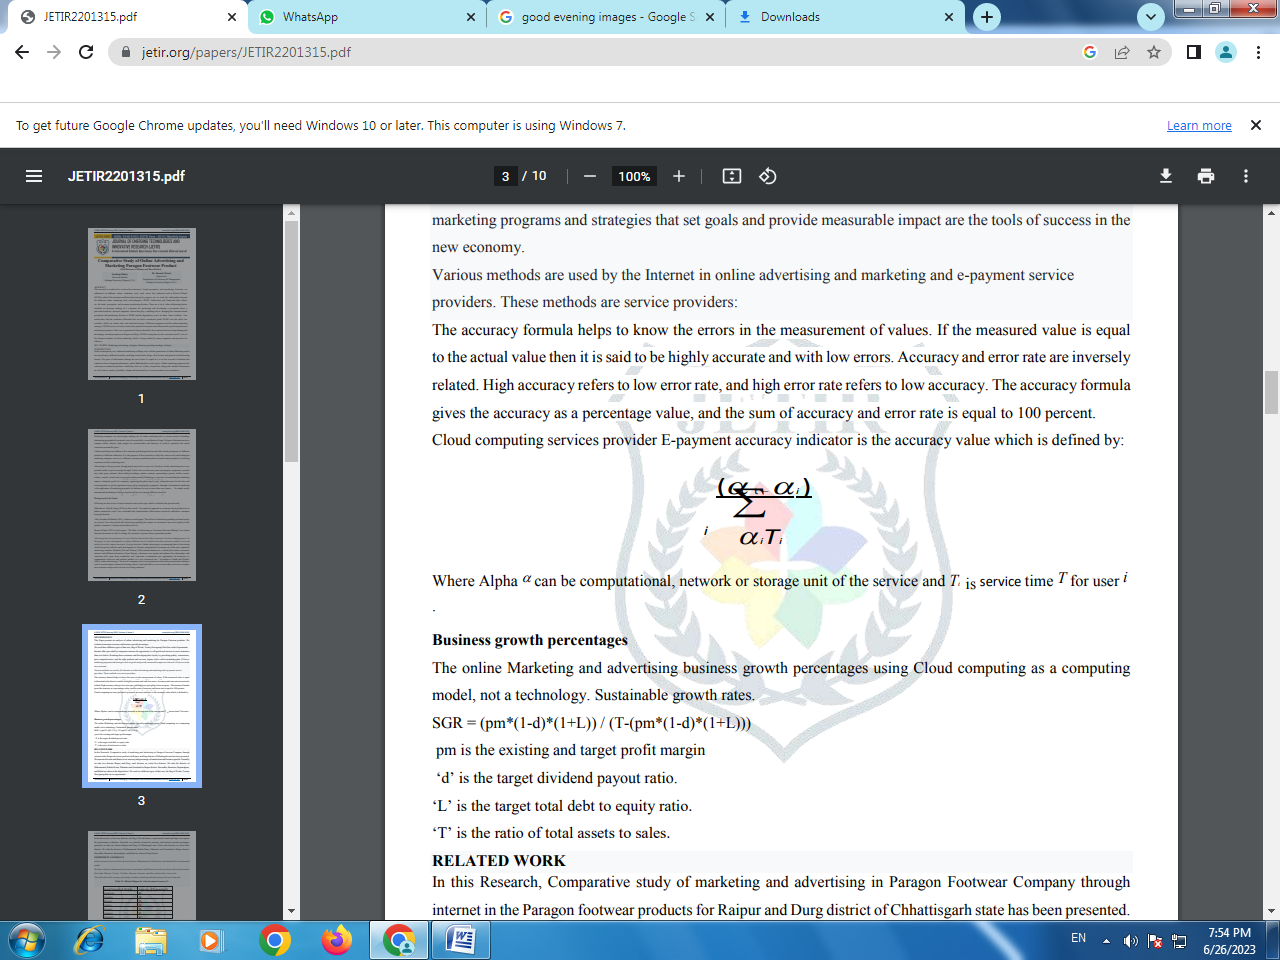 JETIR2201315.pdf
WhatsApp
good evening images - Google S
Downloads
jetir.org/papers/JETIR2201315.pdf
To get future Google Chrome updates, you'll need Windows 10 or later. This computer is using Windows 7.
Learn more
JETIR2201315.pdf
3 / 10
100%
1
2
3
marketing programs and strategies that set goals and provide measurable impact are the tools of success in the
new economy.
Various methods are used by the Internet in online advertising and marketing and e-payment service
providers. These methods are service providers:
The accuracy formula helps to know the errors in the measurement of values. If the measured value is equal
to the actual value then it is said to be highly accurate and with low errors. Accuracy and error rate are inversely
related. High accuracy refers to low error rate, and high error rate refers to low accuracy. The accuracy formula
gives the accuracy as a percentage value, and the sum of accuracy and error rate is equal to 100 percent.
Cloud computing services provider E-payment accuracy indicator is the accuracy value which is defined by:
∑
i αᵢTᵢ
Where Alpha α can be computational, network or storage unit of the service and Tᵢ is service time T for user i
.
Business growth percentages
The online Marketing and advertising business growth percentages using Cloud computing as a computing
model, not a technology. Sustainable growth rates.
SGR = (pm*(1-d)*(1+L)) / (T-(pm*(1-d)*(1+L)))
pm is the existing and target profit margin
‘d’ is the target dividend payout ratio.
‘L’ is the target total debt to equity ratio.
‘T’ is the ratio of total assets to sales.
RELATED WORK
In this Research, Comparative study of marketing and advertising in Paragon Footwear Company through
internet in the Paragon footwear products for Raipur and Durg district of Chhattisgarh state has been presented.
EN
7:54 PM
6/26/2023